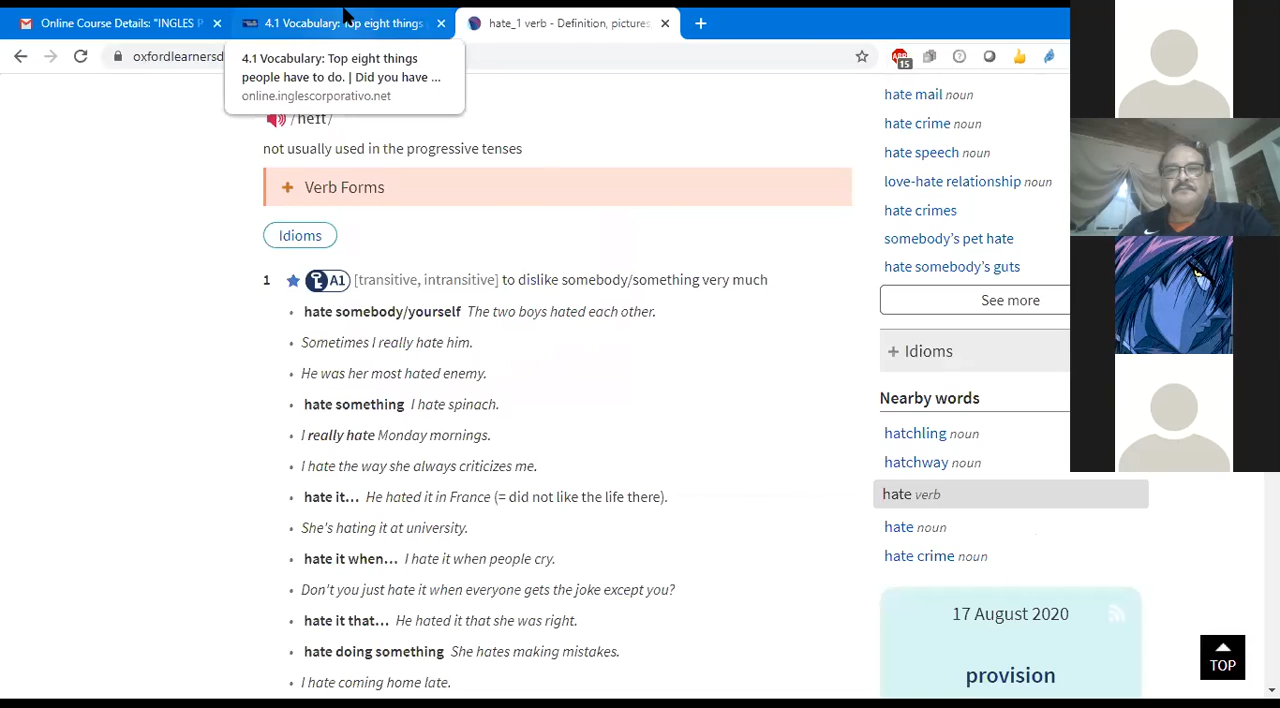 Online Course Details: "INGLES P
4.1 Vocabulary: Top eight things
hate_1 verb - Definition, pictures
oxfordlearnersd
15
4.1 Vocabulary: Top eight things
people have to do. | Did you have ...
online.inglescorporativo.net
/heɪt/
not usually used in the progressive tenses
+ Verb Forms
Idioms
1 A1 [transitive, intransitive] to dislike somebody/something very much
• hate somebody/yourself The two boys hated each other.
• Sometimes I really hate him.
• He was her most hated enemy.
• hate something I hate spinach.
• I really hate Monday mornings.
• I hate the way she always criticizes me.
• hate it… He hated it in France (= did not like the life there).
• She's hating it at university.
• hate it when… I hate it when people cry.
• Don't you just hate it when everyone gets the joke except you?
• hate it that… He hated it that she was right.
• hate doing something She hates making mistakes.
• I hate coming home late.
hate mail noun
hate crime noun
hate speech noun
love-hate relationship noun
hate crimes
somebody's pet hate
hate somebody's guts
See more
+ Idioms
Nearby words
hatchling noun
hatchway noun
hate verb
hate noun
hate crime noun
17 August 2020
provision
TOP